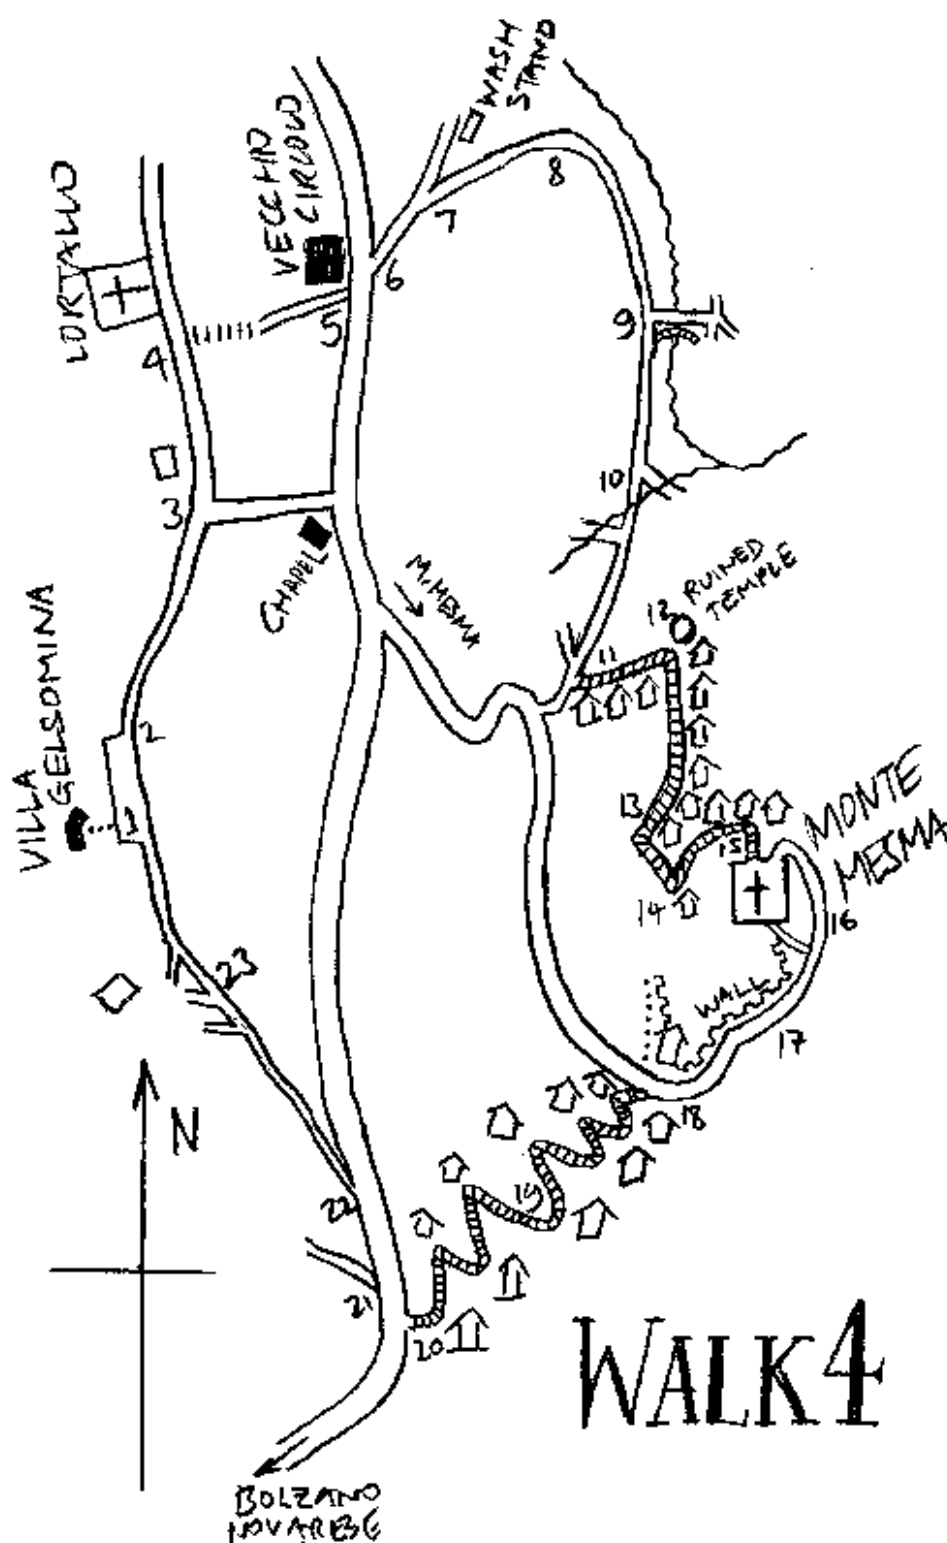 WASH
STAND
VECCHIO
CIRCOLO
LORTALLO
8
7
6
5
9
4
10
3
CHAPEL
M. MESMA
12
RUINED
TEMPLE
11
VILLA
GELSOMINA
2
1
13
MONTE
MESMA
15
14
16
23
WALL
17
N
18
22
19
21
20
WALK 4
BOLZANO
NOVARESE